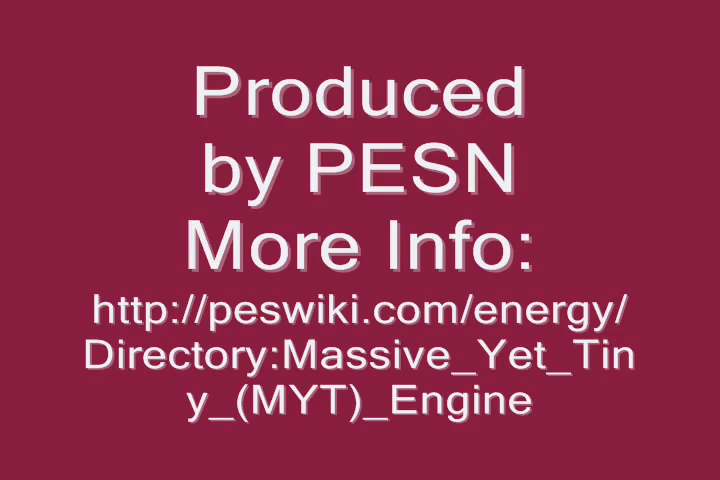 Produced
by PESN
More Info:
http://peswiki.com/energy/
Directory:Massive_Yet_Tin
y_(MYT)_Engine